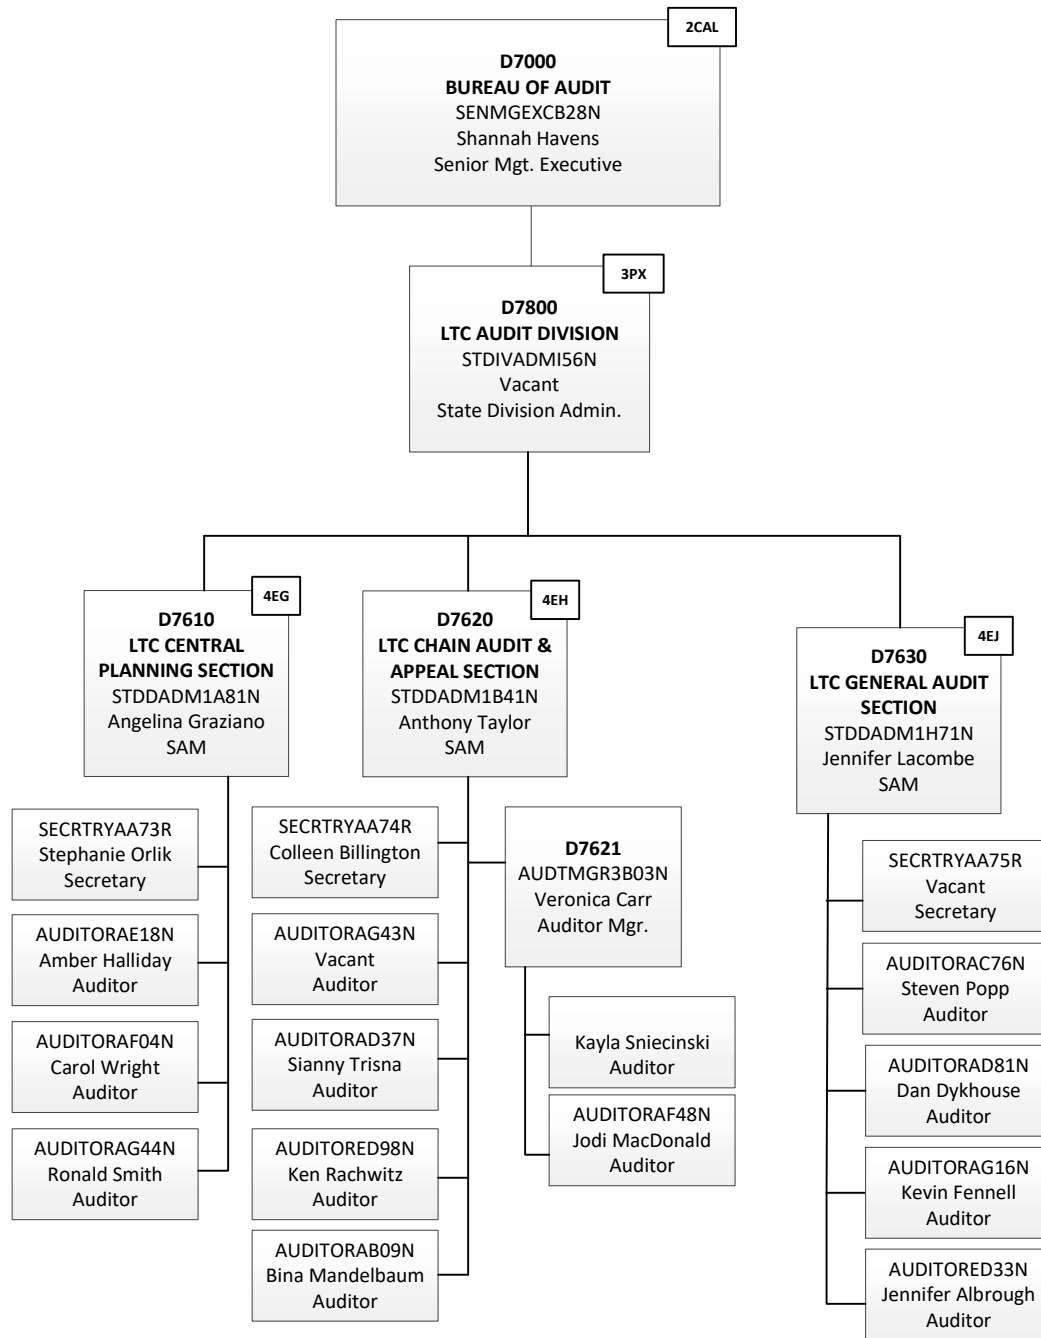 2CAL
D7000
BUREAU OF AUDIT
SENMGEXCB28N
Shannah Havens
Senior Mgt. Executive
3PX
D7800
LTC AUDIT DIVISION
STDIVADMI56N
Vacant
State Division Admin.
4EG
D7610
LTC CENTRAL
PLANNING SECTION
STDDADM1A81N
Angelina Graziano
SAM
SECRTRYAA73R
Stephanie Orlik
Secretary
AUDITORAE18N
Amber Halliday
Auditor
AUDITORAF04N
Carol Wright
Auditor
AUDITORAG44N
Ronald Smith
Auditor
4EH
D7620
LTC CHAIN AUDIT &
APPEAL SECTION
STDDADM1B41N
Anthony Taylor
SAM
SECRTRYAA74R
Colleen Billington
Secretary
AUDITORAG43N
Vacant
Auditor
AUDITORAD37N
Sianny Trisna
Auditor
AUDITORED98N
Ken Rachwitz
Auditor
AUDITORAB09N
Bina Mandelbaum
Auditor
D7621
AUDTMGR3B03N
Veronica Carr
Auditor Mgr.
Kayla Sniecinski
Auditor
AUDITORAF48N
Jodi MacDonald
Auditor
4EJ
D7630
LTC GENERAL AUDIT
SECTION
STDDADM1H71N
Jennifer Lacombe
SAM
SECRTRYAA75R
Vacant
Secretary
AUDITORAC76N
Steven Popp
Auditor
AUDITORAD81N
Dan Dykhouse
Auditor
AUDITORAG16N
Kevin Fennell
Auditor
AUDITORED33N
Jennifer Albrough
Auditor